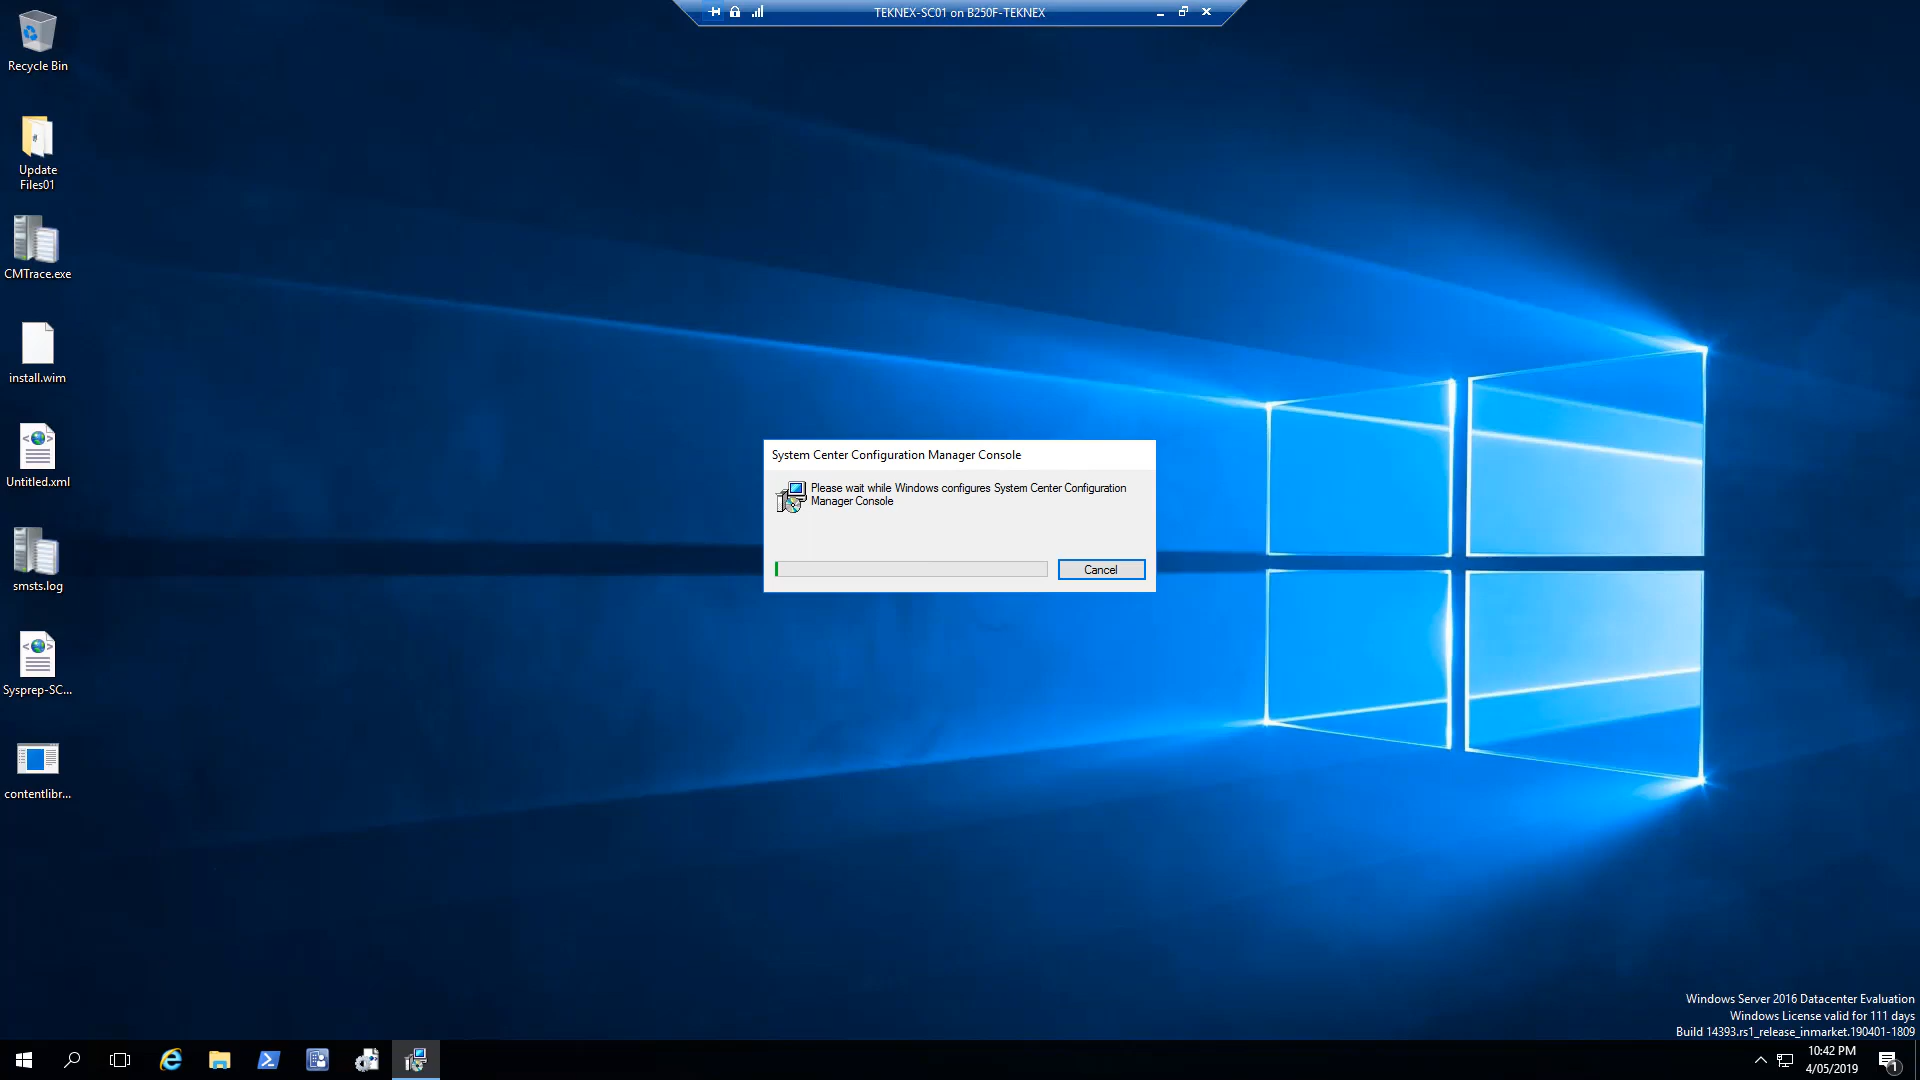 TEKNEX-SC01 on B250F-TEKNEX
Recycle Bin
Update
Files01
CMTrace.exe
install.wim
Untitled.xml
smsts.log
Sysprep-SC...
contentlibr...
System Center Configuration Manager Console
Please wait while Windows configures System Center Configuration
Manager Console
Cancel
Windows Server 2016 Datacenter Evaluation
Windows License valid for 111 days
Build 14393.rs1_release_inmarket.190401-1809
10:42 PM
4/05/2019
1